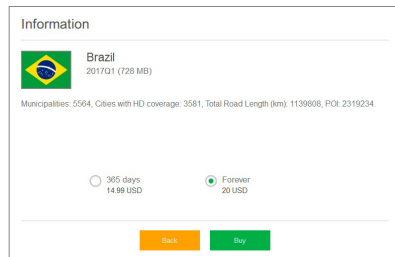 Information
Brazil
2017Q1 (728 MB)
Municipalities: 5564, Cities with HD coverage: 3581, Total Road Length (km): 1139808, POI: 2319234.
365 days
14.99 USD
Forever
20 USD
Back
Buy